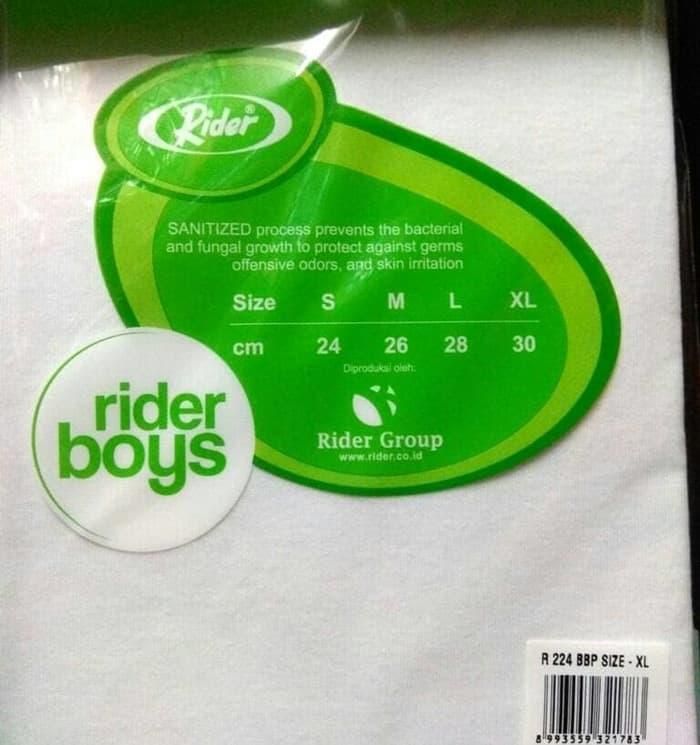 Rider®
SANITIZED process prevents the bacterial
and fungal growth to protect against germs
offensive odors, and skin irritation
Size S M L XL
cm 24 26 28 30
Diproduksi oleh:
Rider Group
www.rider.co.id
rider
boys
R 224 BBP SIZE - XL
8 993559 321783